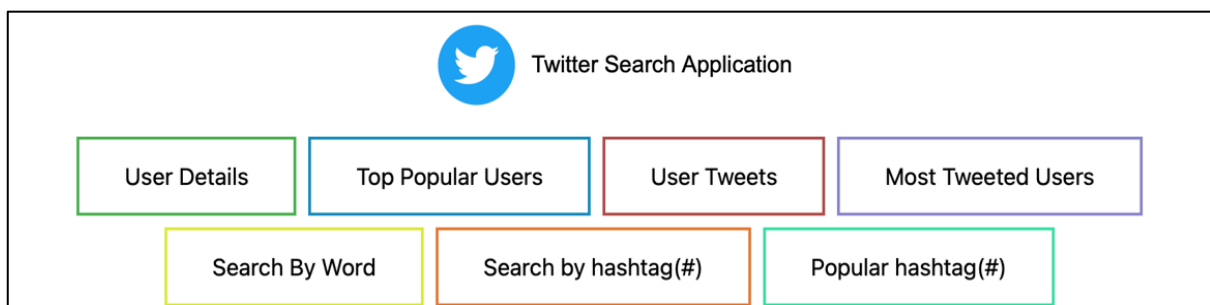 Twitter Search Application
User Details Top Popular Users User Tweets Most Tweeted Users
Search By Word Search by hashtag(#) Popular hashtag(#)